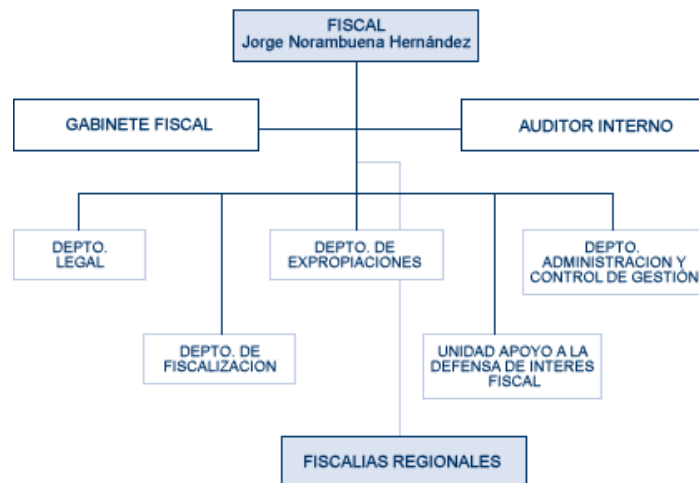 FISCAL
Jorge Norambuena Hernández
GABINETE FISCAL
AUDITOR INTERNO
DEPTO.
LEGAL
DEPTO. DE
EXPROPIACIONES
DEPTO.
ADMINISTRACION Y
CONTROL DE GESTIÓN
DEPTO. DE
FISCALIZACION
UNIDAD APOYO A LA
DEFENSA DE INTERES
FISCAL
FISCALIAS REGIONALES